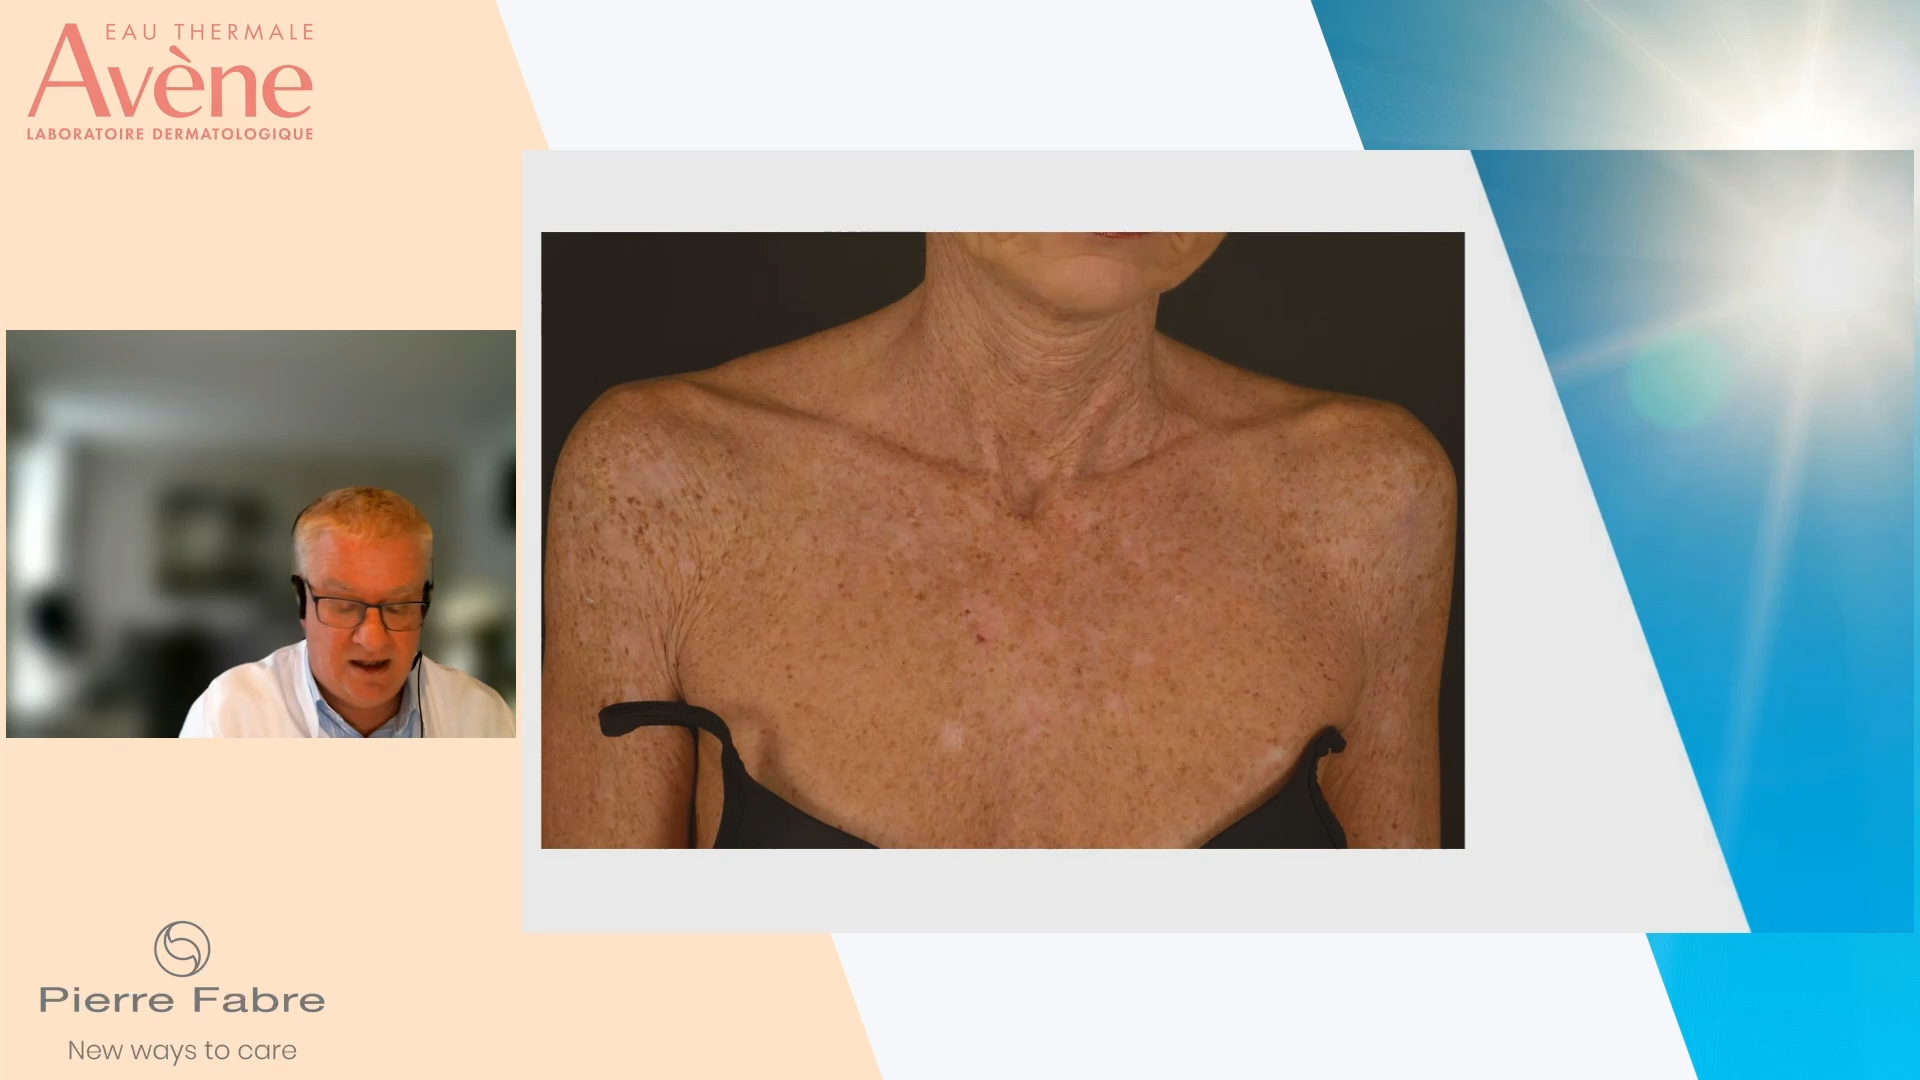 EAU THERMALE
Avène
LABORATOIRE DERMATOLOGIQUE
Pierre Fabre
New ways to care